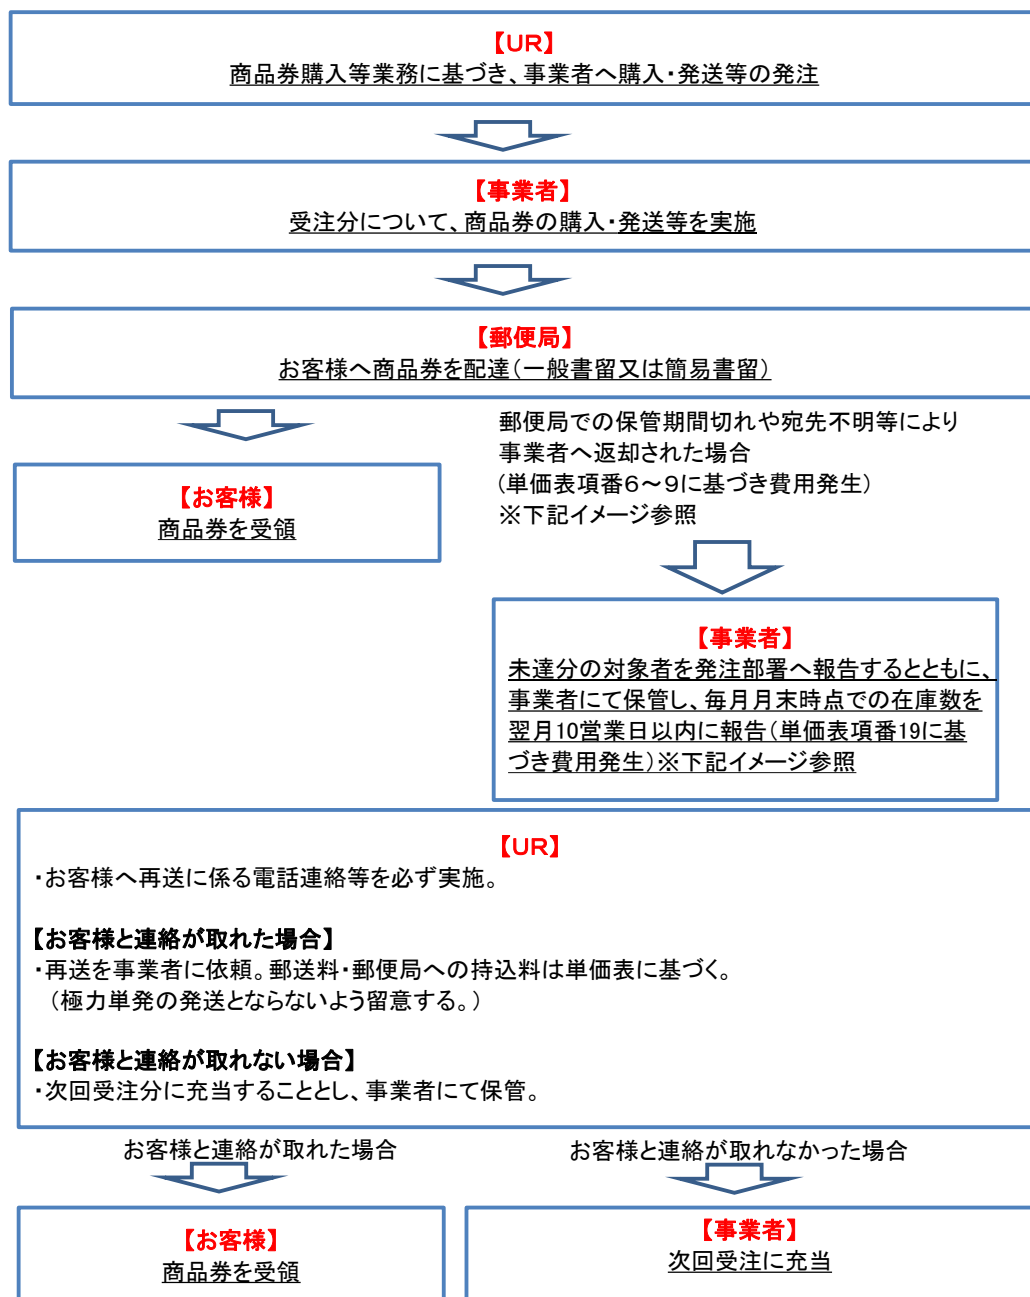 【UR】
商品券購入等業務に基づき、事業者へ購入・発送等の発注
【事業者】
受注分について、商品券の購入・発送等を実施
【郵便局】
お客様へ商品券を配達(一般書留又は簡易書留)
郵便局での保管期間切れや宛先不明等により
事業者へ返却された場合
(単価表項番6～9に基づき費用発生)
※下記イメージ参照
【お客様】
商品券を受領
【事業者】
未達分の対象者を発注部署へ報告するとともに、
事業者にて保管し、毎月月末時点での在庫数を
翌月10営業日以内に報告(単価表項番19に基
づき費用発生)※下記イメージ参照
【UR】
・お客様へ再送に係る電話連絡等を必ず実施。
【お客様と連絡が取れた場合】
・再送を事業者に依頼。郵送料・郵便局への持込料は単価表に基づく。
(極力単発の発送とならないよう留意する。)
【お客様と連絡が取れない場合】
・次回受注分に充当することとし、事業者にて保管。
お客様と連絡が取れた場合
お客様と連絡が取れなかった場合
【お客様】
商品券を受領
【事業者】
次回受注に充当